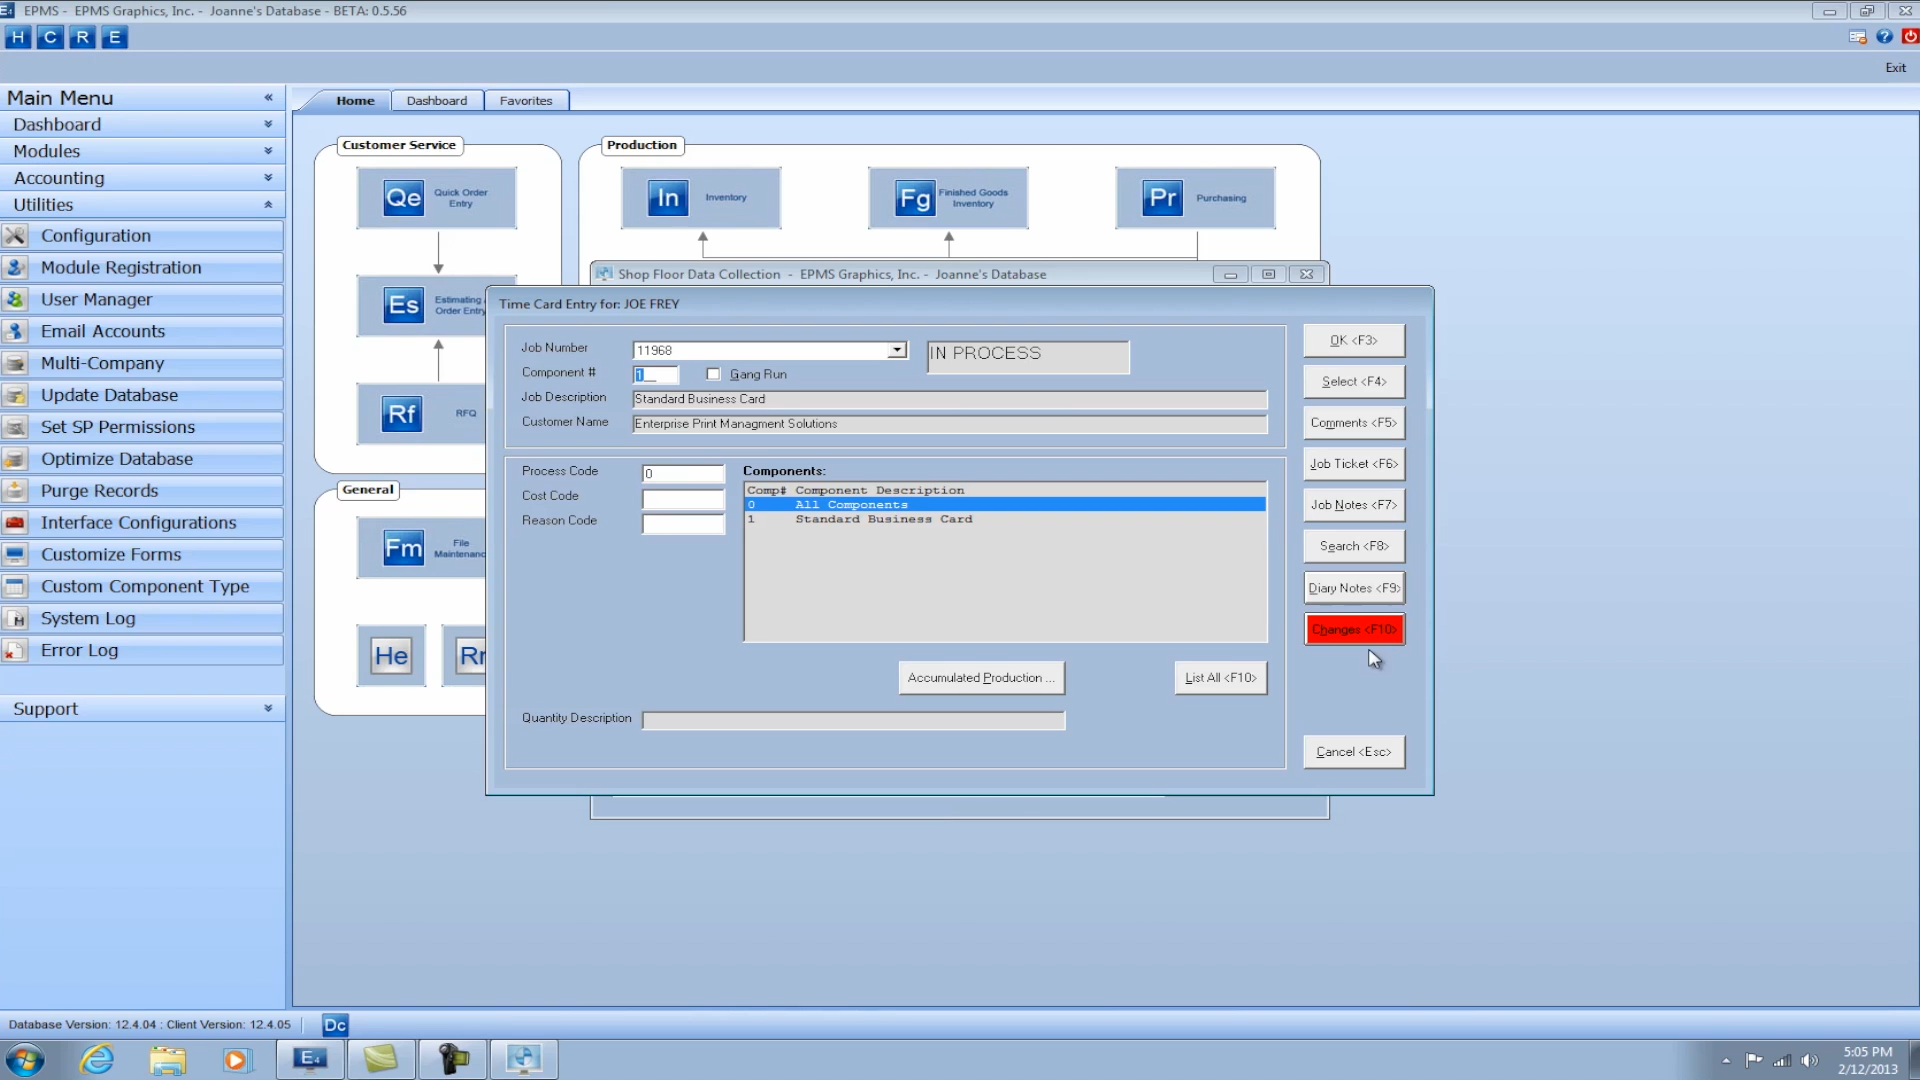 EPMS - EPMS Graphics, Inc. - Joanne's Database - BETA: 0.5.56
H C R E
Exit
Main Menu
Dashboard
Modules
Accounting
Utilities
Configuration
Module Registration
User Manager
Email Accounts
Multi-Company
Update Database
Set SP Permissions
Optimize Database
Purge Records
Interface Configurations
Customize Forms
Custom Component Type
System Log
Error Log
Support
Home Dashboard Favorites
Customer Service
Qe Quick Order
Entry
Es Estimating
Order Entry
Rf RFQ
General
Fm File
Maintenanc
He
Production
In Inventory
Fg Finished Goods
Inventory
Pr Purchasing
Shop Floor Data Collection - EPMS Graphics, Inc. - Joanne's Database
Time Card Entry for: JOE FREY
Job Number 11968 IN PROCESS
Component # 1__ Gang Run
Job Description Standard Business Card
Customer Name Enterprise Print Managment Solutions
Process Code 0
Cost Code
Reason Code
Components:
Comp# Component Description
0 All Components
1 Standard Business Card
Accumulated Production ...
List All <F10>
Quantity Description
OK <F3>
Select <F4>
Comments <F5>
Job Ticket <F6>
Job Notes <F7>
Search <F8>
Diary Notes <F9>
Changes <F10>
Cancel <Esc>
Database Version: 12.4.04 : Client Version: 12.4.05
Dc
E4
5:05 PM
2/12/2013